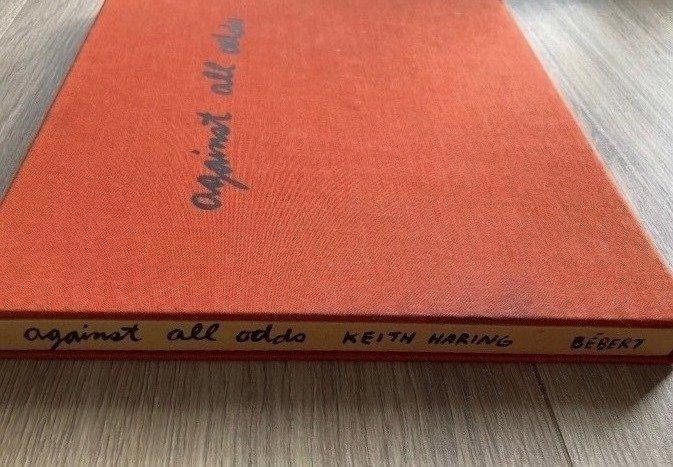 against all odds
against all odds KEITH HARING BÉBERT